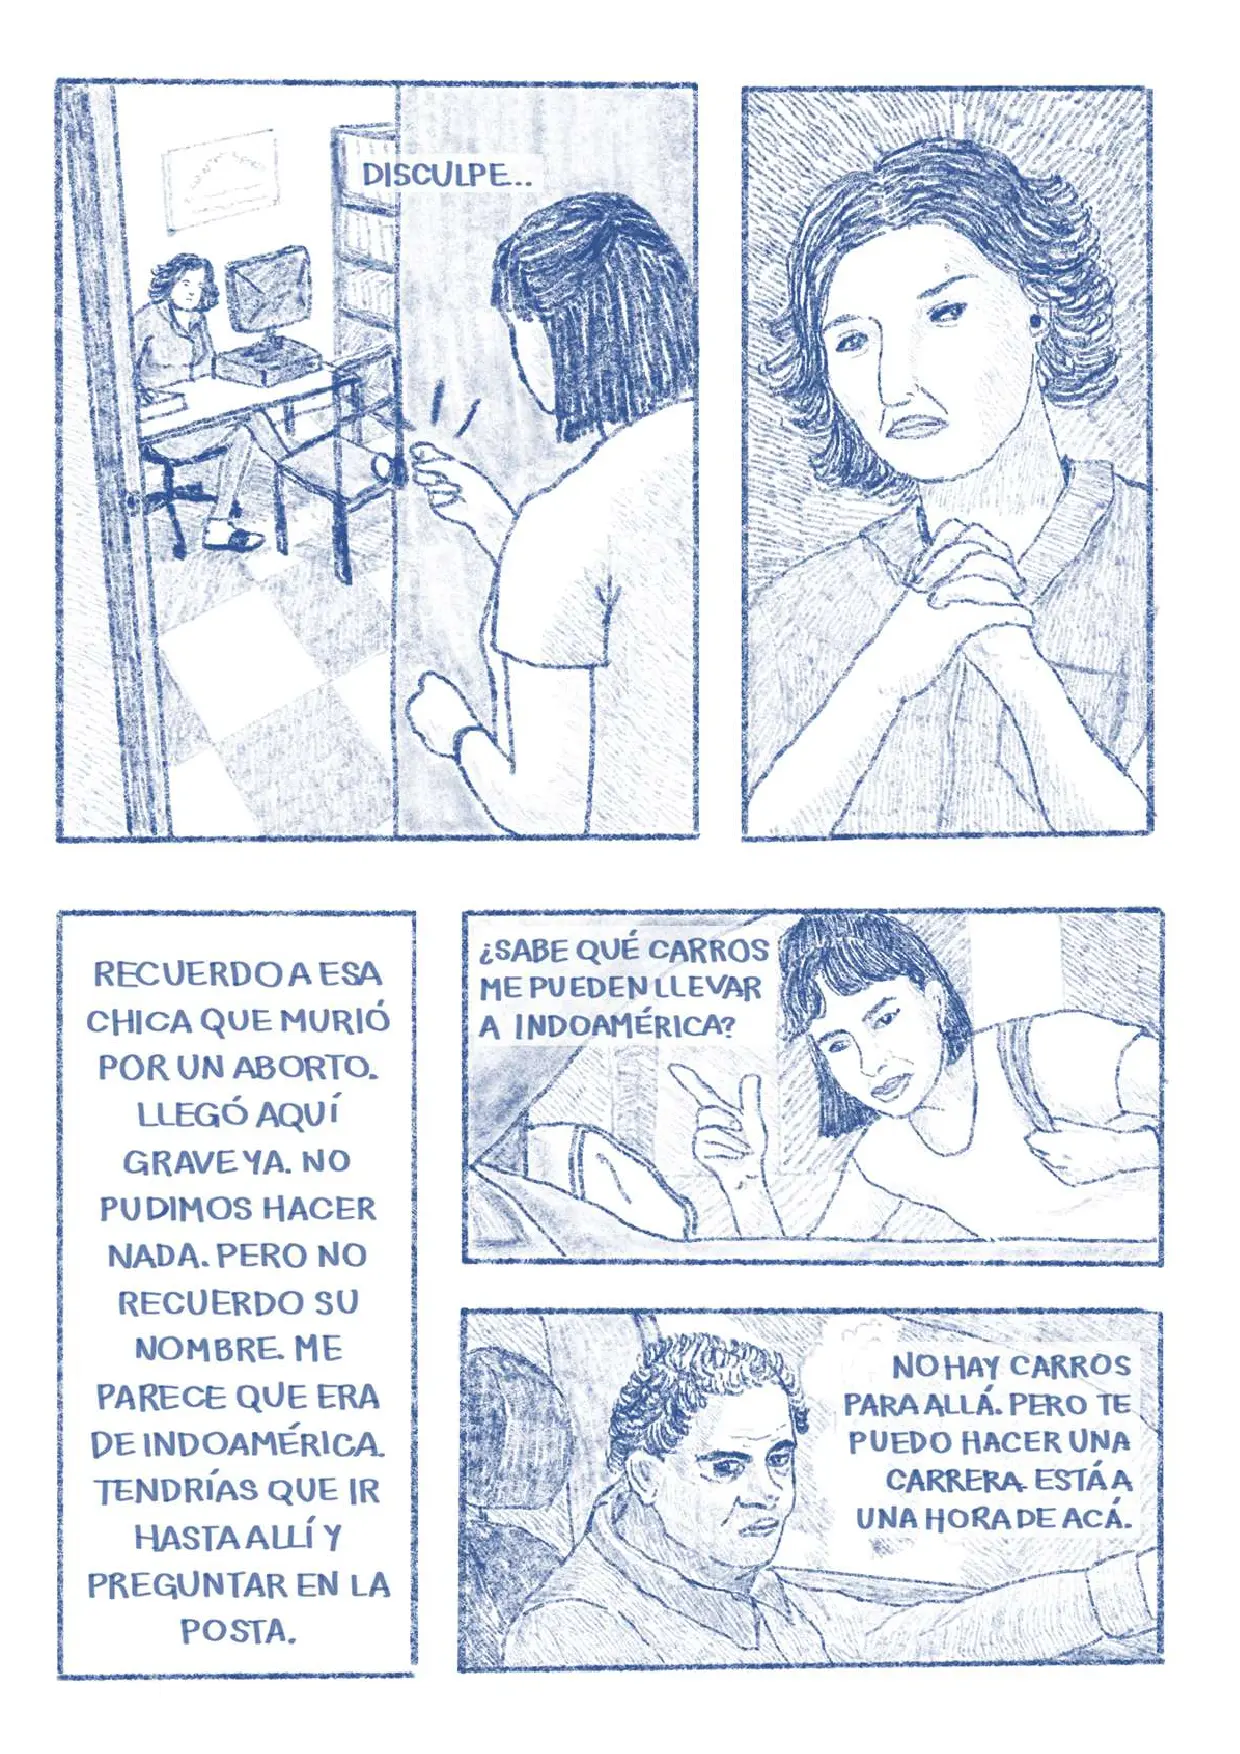 DISCULPE..
RECUERDO A ESA
CHICA QUE MURIÓ
POR UN ABORTO.
LLEGÓ AQUÍ
GRAVE YA. NO
PUDIMOS HACER
NADA. PERO NO
RECUERDO SU
NOMBRE. ME
PARECE QUE ERA
DE INDOAMÉRICA.
TENDRÍAS QUE IR
HASTA ALLÍ Y
PREGUNTAR EN LA
POSTA.
¿SABE QUÉ CARROS
ME PUEDEN LLEVAR
A INDOAMÉRICA?
NO HAY CARROS
PARA ALLÁ. PERO TE
PUEDO HACER UNA
CARRERA. ESTÁ A
UNA HORA DE ACÁ.